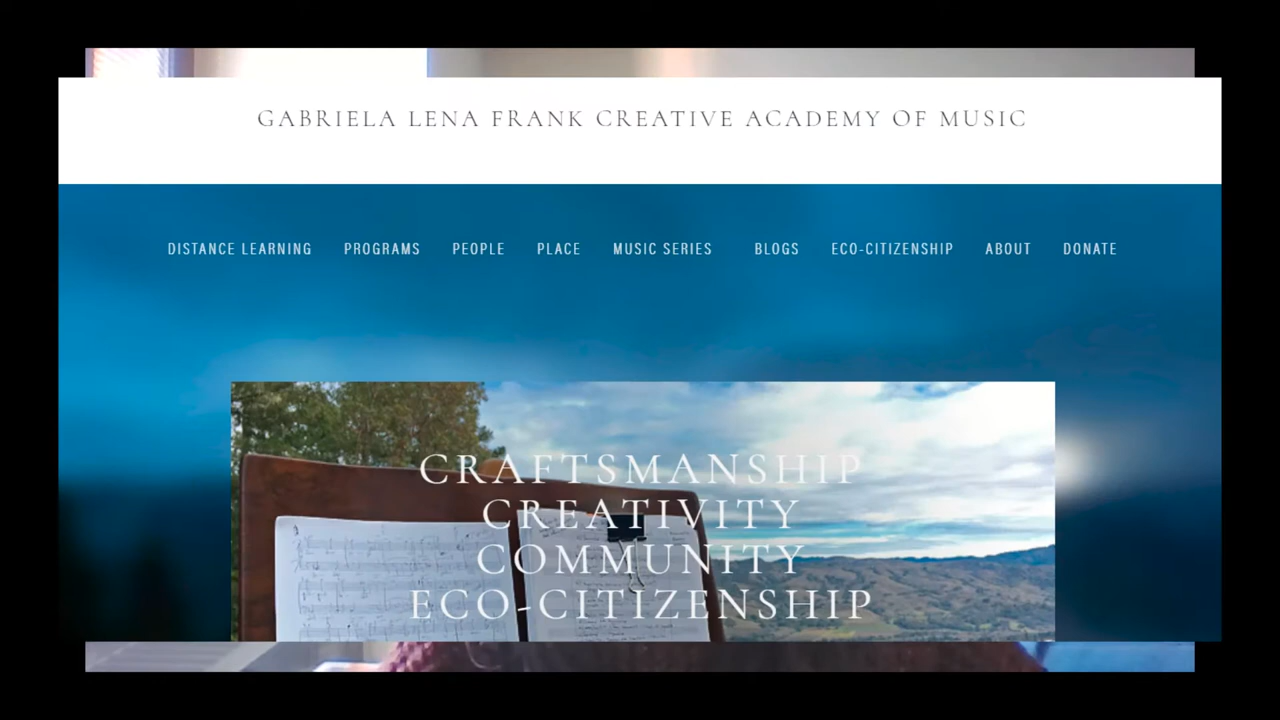 GABRIELA LENA FRANK CREATIVE ACADEMY OF MUSIC
DISTANCE LEARNING PROGRAMS PEOPLE PLACE MUSIC SERIES BLOGS ECO-CITIZENSHIP ABOUT DONATE
CRAFTSMANSHIP
CREATIVITY
COMMUNITY
ECO-CITIZENSHIP